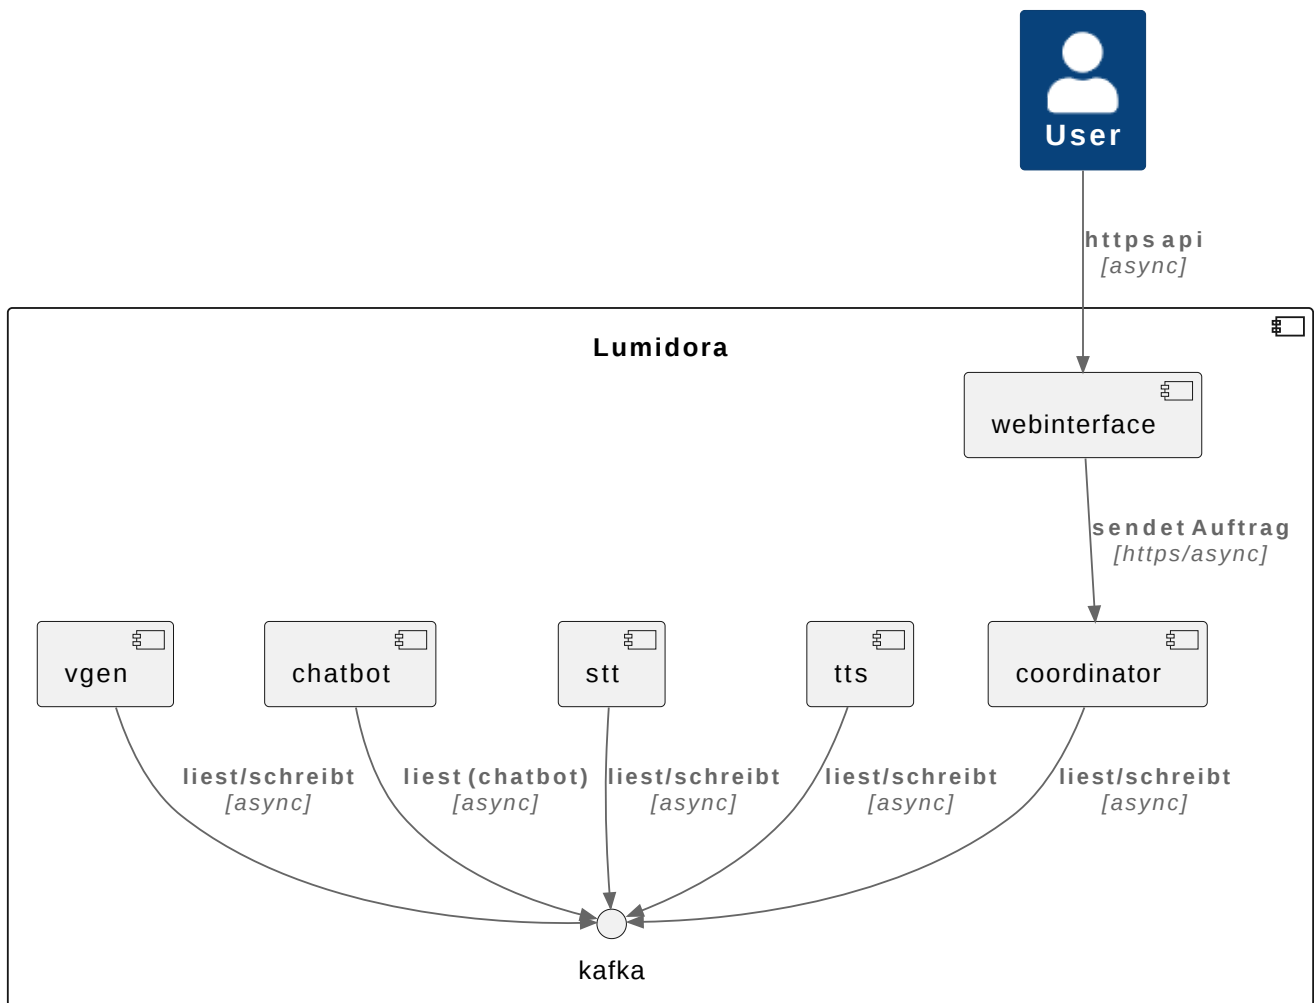 User
https api
[async]
Lumidora
webinterface
sendet Auftrag
[https/async]
vgen
chatbot
stt
tts
coordinator
liest/schreibt
[async]
liest (chatbot)
[async]
liest/schreibt
[async]
liest/schreibt
[async]
liest/schreibt
[async]
kafka